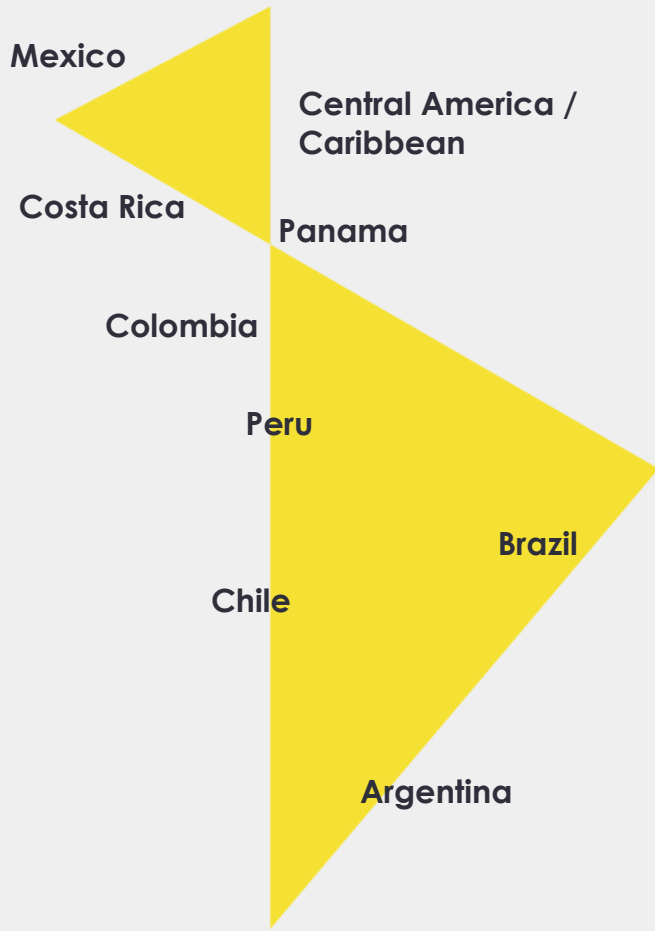 Mexico
Central America /
Caribbean
Costa Rica
Panama
Colombia
Peru
Brazil
Chile
Argentina